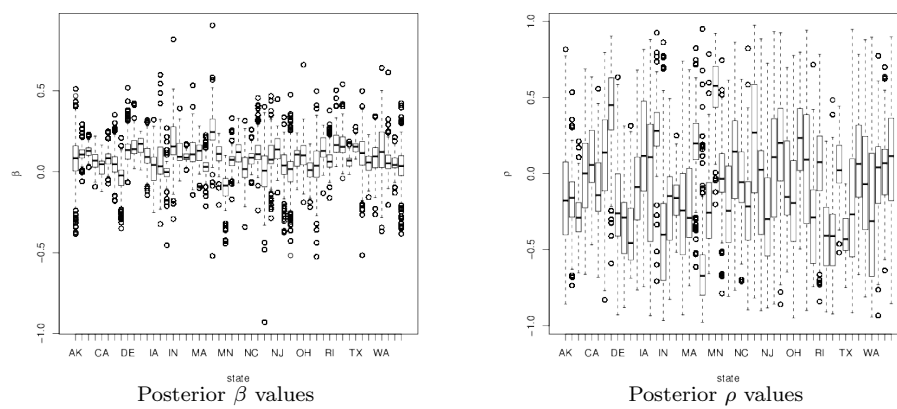 0.5
0.0
-0.5
-1.0
β
AK CA DE IA IN MA MN NC NJ OH RI TX WA
state
Posterior β values
1.0
0.5
0.0
-0.5
-1.0
ρ
AK CA DE IA IN MA MN NC NJ OH RI TX WA
state
Posterior ρ values